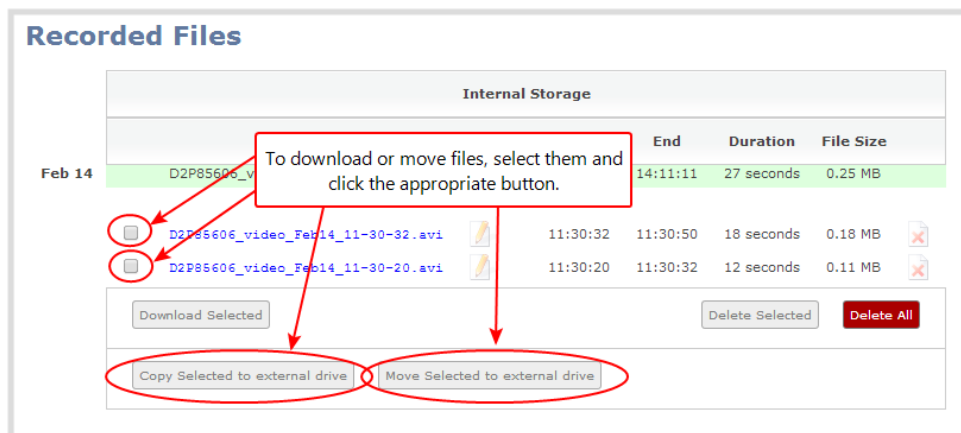 Recorded Files
Internal Storage
End Duration File Size
To download or move files, select them and
click the appropriate button.
Feb 14 14:11:11 27 seconds 0.25 MB
D2P85606_video_Feb14_11-30-32.avi 11:30:32 11:30:50 18 seconds 0.18 MB
D2P85606_video_Feb14_11-30-20.avi 11:30:20 11:30:32 12 seconds 0.11 MB
Download Selected Delete Selected Delete All
Copy Selected to external drive Move Selected to external drive